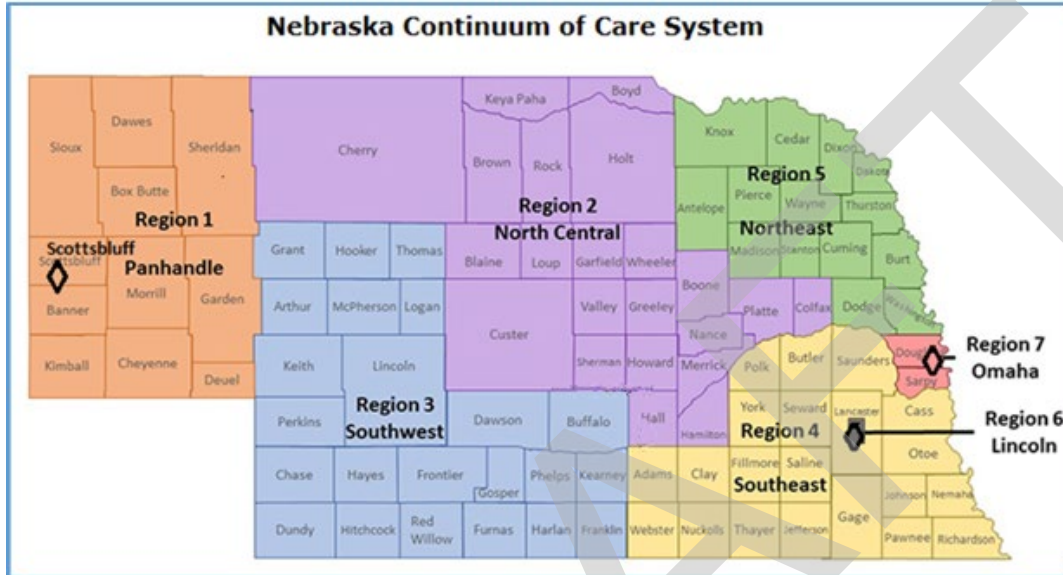 Nebraska Continuum of Care System
Boyd
Keya Paha
Dawes
Sioux
Sheridan
Cherry
Brown
Rock
Holt
Knox
Cedar
Dixon
Dakota
Box Butte
Region 1
Region 2
Region 5
Pierce
Wayne
Thurston
Antelope
Scottsbluff
Scottsbluff
Panhandle
North Central
Northeast
Grant
Hooker
Thomas
Blaine
Loup
Garfield
Wheeler
Madison
Stanton
Cuming
Burt
Morrill
Garden
Banner
Arthur
McPherson
Logan
Custer
Valley
Greeley
Boone
Platte
Colfax
Dodge
Washington
Nance
Kimball
Cheyenne
Deuel
Keith
Lincoln
Sherman
Howard
Merrick
Polk
Butler
Saunders
Sarpy
Region 7
Omaha
Perkins
Region 3
Southwest
Dawson
Buffalo
Hall
Hamilton
York
Seward
Lancaster
Cass
Region 4
Region 6
Lincoln
Otoe
Chase
Hayes
Frontier
Gosper
Phelps
Kearney
Adams
Clay
Fillmore
Saline
Southeast
Gage
Johnson
Nemaha
Dundy
Hitchcock
Red
Willow
Furnas
Harlan
Franklin
Webster
Nuckolls
Thayer
Jefferson
Pawnee
Richardson